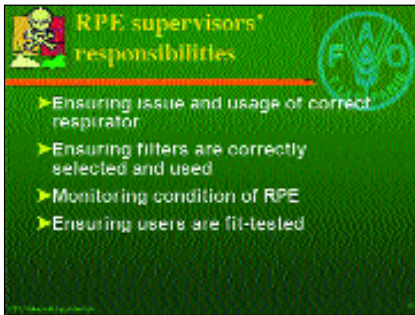 RPE supervisors'
responsibilities
F A O
➤Ensuring issue and usage of correct
respirator
➤Ensuring filters are correctly
selected and used
➤Monitoring condition of RPE
➤Ensuring users are fit-tested